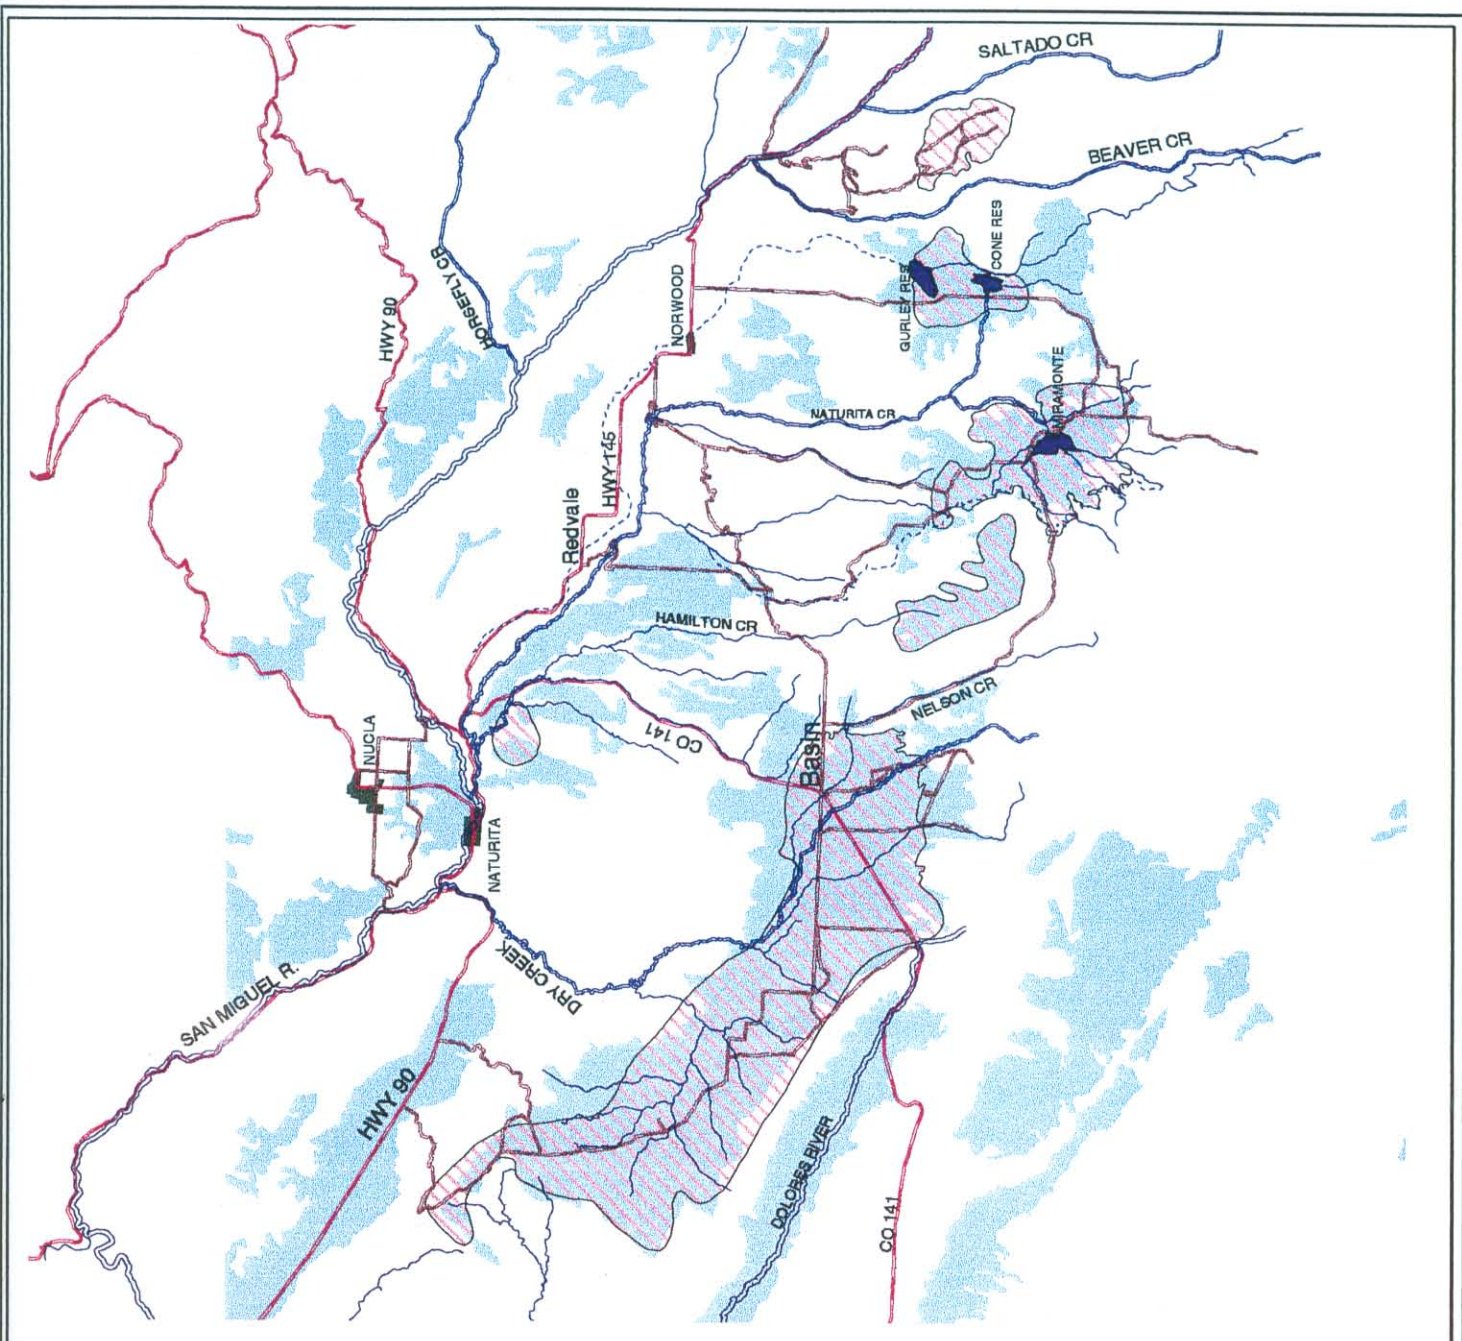 SALTADO CR
BEAVER CR
CONE RES
GURLEY RES
NORWOOD
HORSEFLY CR
HWY 90
MIRAMONTE
NATURITA CR
HWY 145
Redvale
HAMILTON CR
NELSON CR
CO 141
Basin
NUCLA
NATURITA
DRY CREEK
SAN MIGUEL R.
HWY 90
DOLORES RIVER
CO 141